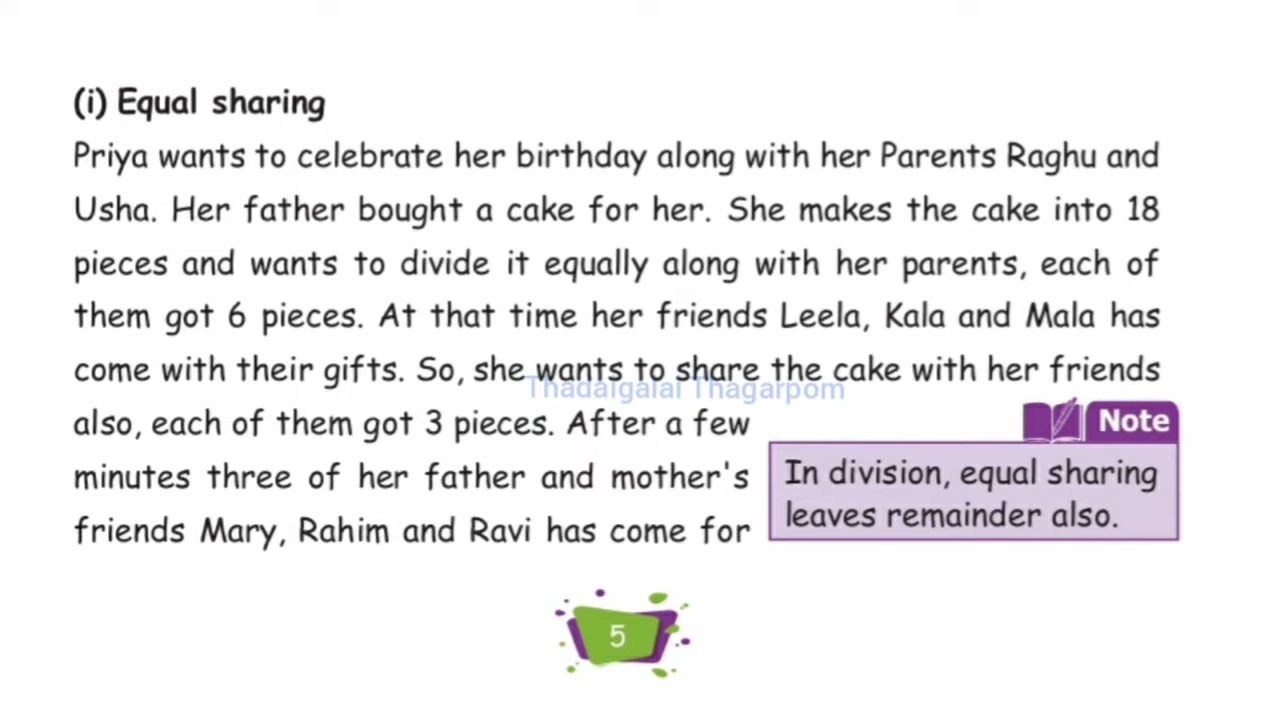 (i) Equal sharing
Priya wants to celebrate her birthday along with her Parents Raghu and
Usha. Her father bought a cake for her. She makes the cake into 18
pieces and wants to divide it equally along with her parents, each of
them got 6 pieces. At that time her friends Leela, Kala and Mala has
come with their gifts. So, she wants to share the cake with her friends
Thadaigalai Thagarpom
also, each of them got 3 pieces. After a few
minutes three of her father and mother's
friends Mary, Rahim and Ravi has come for
Note
In division, equal sharing
leaves remainder also.
5